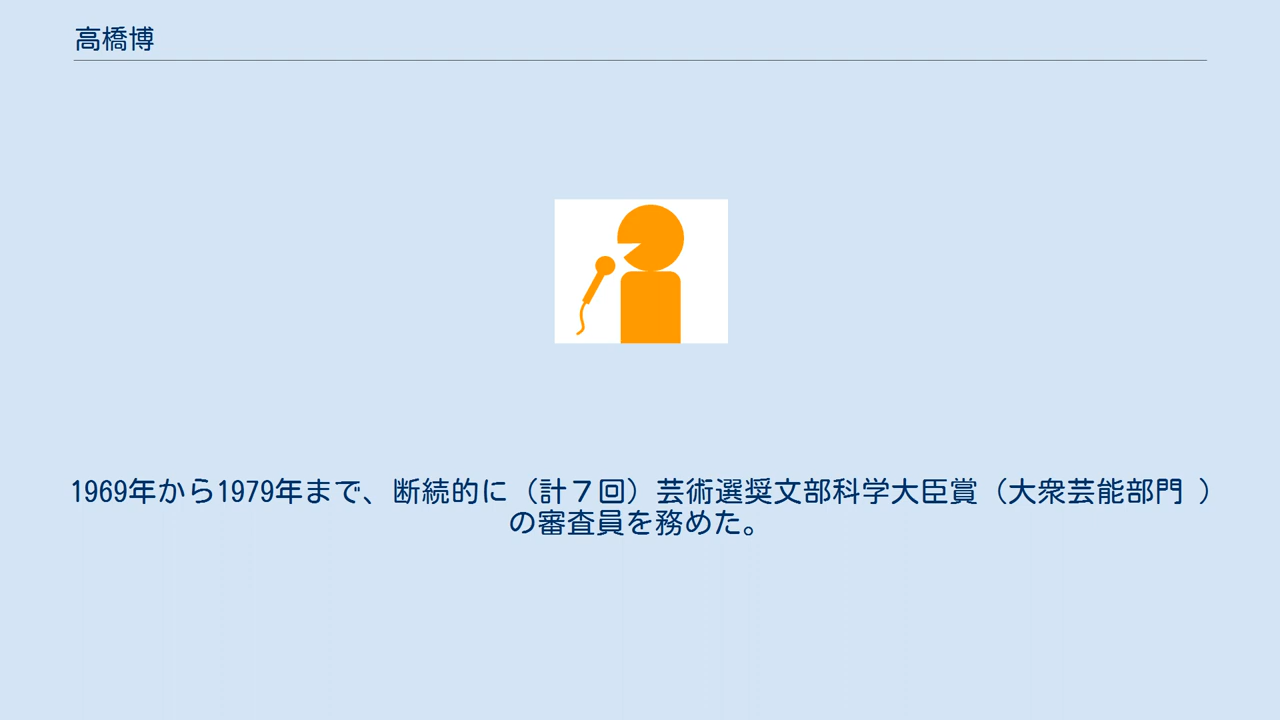 高橋博
1969年から1979年まで、断続的に（計７回）芸術選奨文部科学大臣賞（大衆芸能部門 ）
の審査員を務めた。